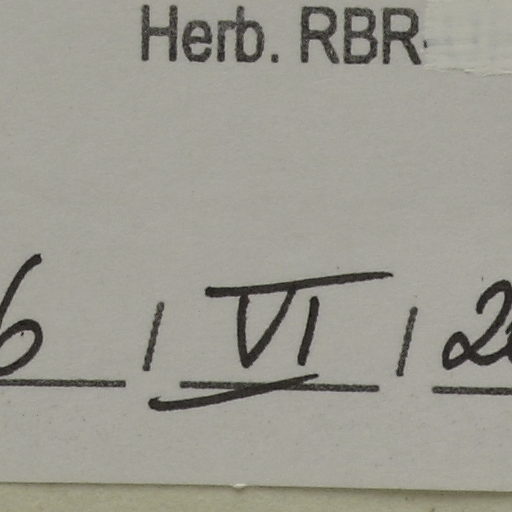 Herb. RBR
6 / VI / 2